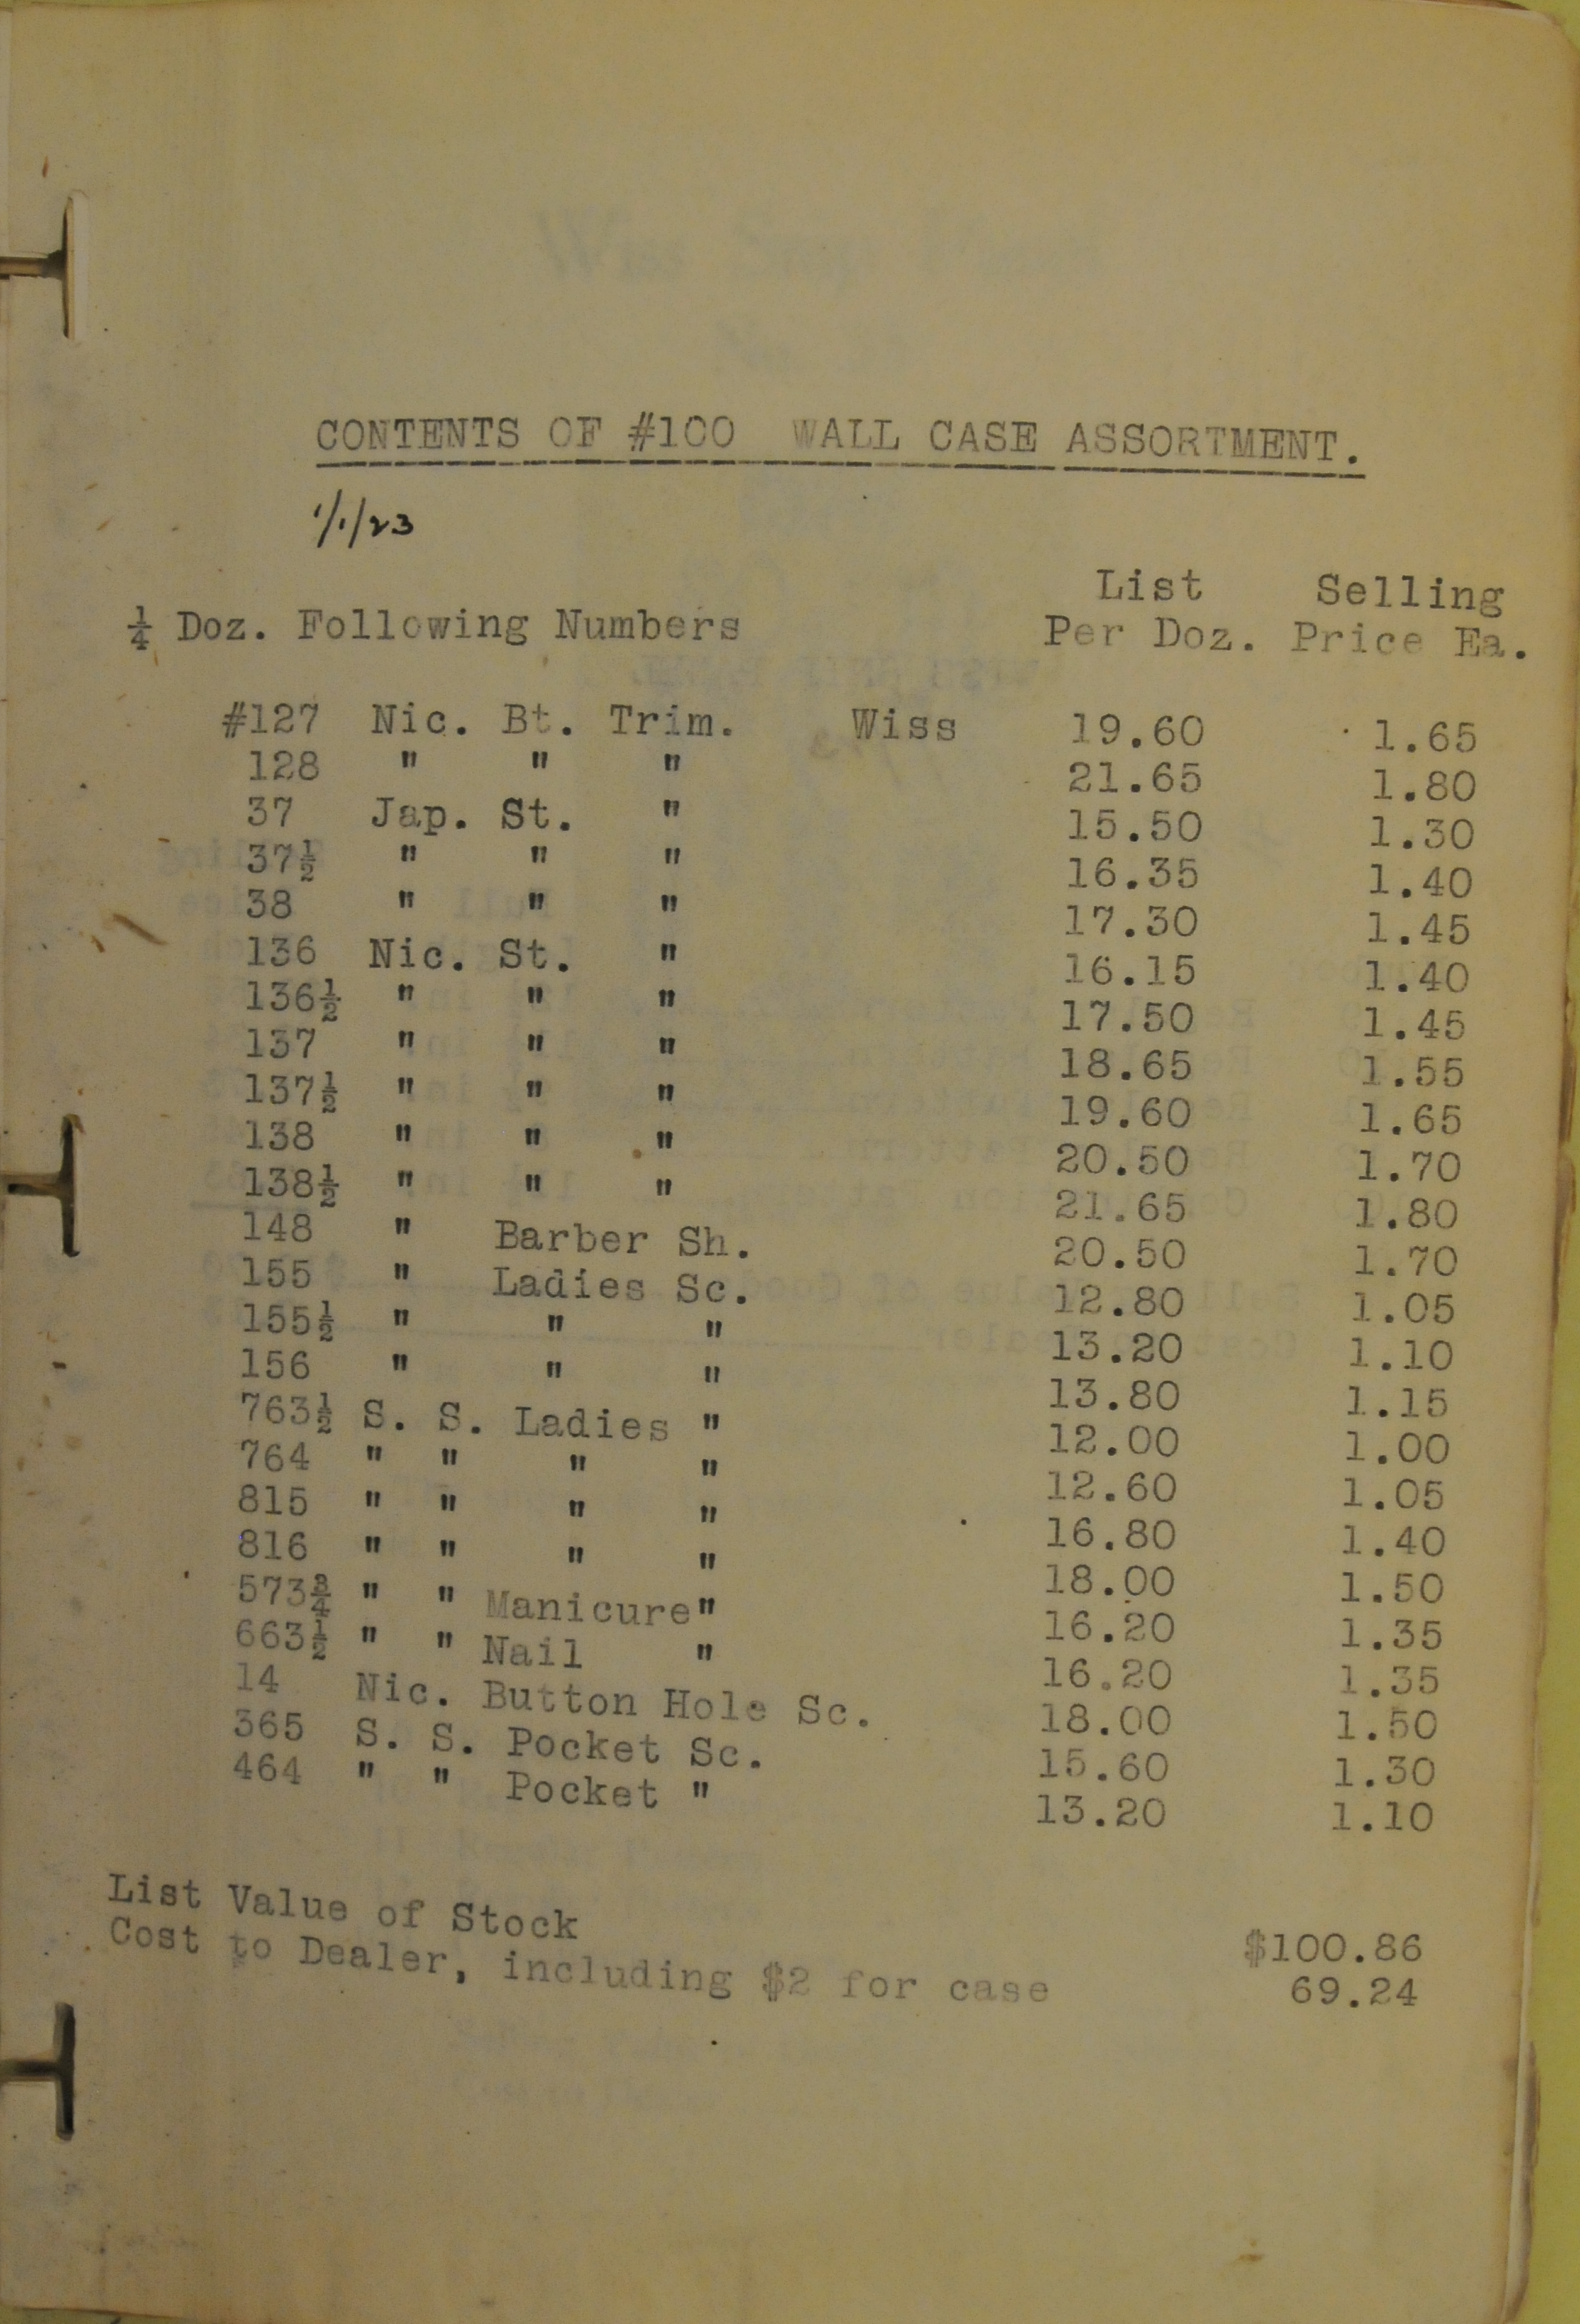 CONTENTS OF #100 WALL CASE ASSORTMENT.
1/1/23
List Selling
¼ Doz. Following Numbers Per Doz. Price Ea.
#127 Nic. Bt. Trim. Wiss 19.60 1.65
128 " " " 21.65 1.80
37 Jap. St. " 15.50 1.30
37½ " " " 16.35 1.40
38 " " " 17.30 1.45
136 Nic. St. " 16.15 1.40
136½ " " " 17.50 1.45
137 " " " 18.65 1.55
137½ " " " 19.60 1.65
138 " " " 20.50 1.70
138½ " " " 21.65 1.80
148 " Barber Sh. 20.50 1.70
155 " Ladies Sc. 12.80 1.05
155½ " " " 13.20 1.10
156 " " " 13.80 1.15
763½ S. S. Ladies " 12.00 1.00
764 " " " " 12.60 1.05
815 " " " " 16.80 1.40
816 " " " " 18.00 1.50
573¾ " " Manicure " 16.20 1.35
663½ " " Nail " 16.20 1.35
14 Nic. Button Hole Sc. 18.00 1.50
365 S. S. Pocket Sc. 15.60 1.30
464 " " Pocket " 13.20 1.10
List Value of Stock $100.86
Cost to Dealer, including $2 for case 69.24